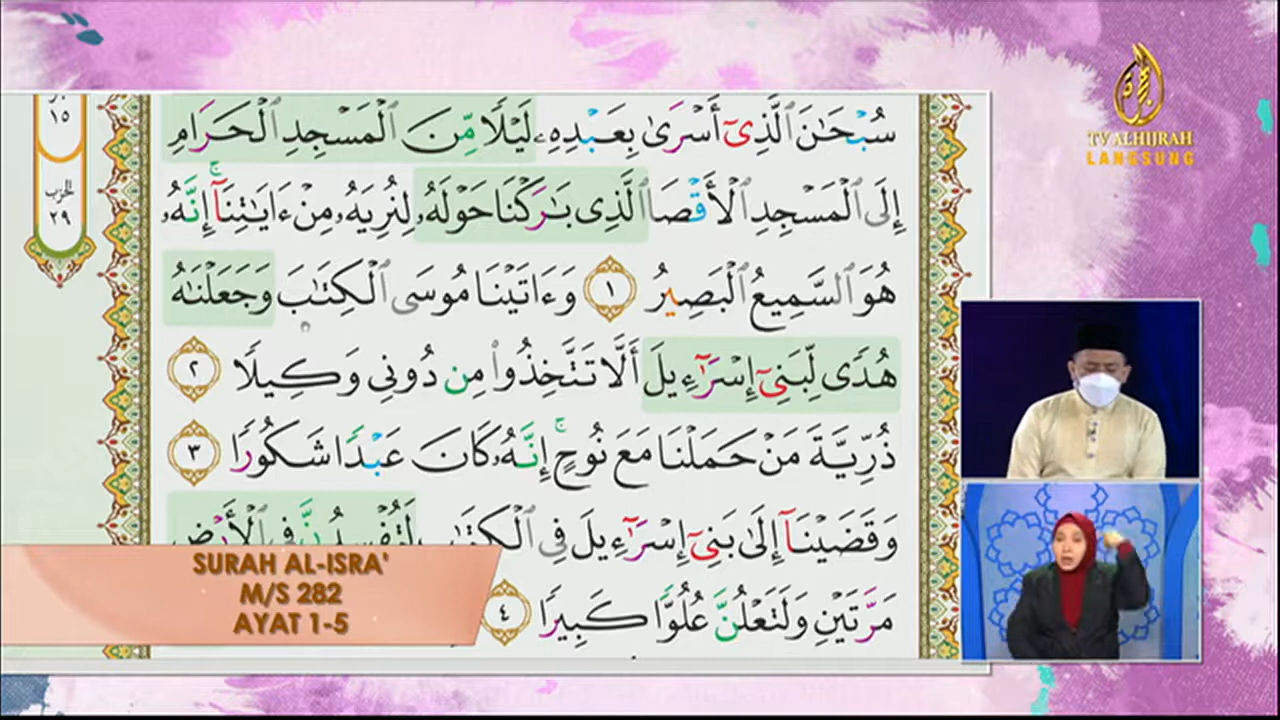 سُبْحَٰنَ ٱلَّذِىٓ أَسْرَىٰ بِعَبْدِهِۦ لَيْلًا مِّنَ ٱلْمَسْجِدِ ٱلْحَرَامِ
إِلَى ٱلْمَسْجِدِ ٱلْأَقْصَا ٱلَّذِى بَٰرَكْنَا حَوْلَهُۥ لِنُرِيَهُۥ مِنْ ءَايَٰتِنَآ ۚ إِنَّهُۥ
هُوَ ٱلسَّمِيعُ ٱلْبَصِيرُ ١ وَءَاتَيْنَا مُوسَى ٱلْكِتَٰبَ وَجَعَلْنَٰهُ
هُدًى لِّبَنِىٓ إِسْرَٰٓءِيلَ أَلَّا تَتَّخِذُوا۟ مِن دُونِى وَكِيلًا ٢
ذُرِّيَّةَ مَنْ حَمَلْنَا مَعَ نُوحٍ ۚ إِنَّهُۥ كَانَ عَبْدًا شَكُورًا ٣
وَقَضَيْنَآ إِلَىٰ بَنِىٓ إِسْرَٰٓءِيلَ فِى ٱلْكِتَٰبِ لَتُفْسِدُنَّ فِى ٱلْأَرْضِ
مَرَّتَيْنِ وَلَتَعْلُنَّ عُلُوًّا كَبِيرًا ٤
١٥
الحزب
٢٩
TV ALHIJRAH
LANGSUNG
SURAH AL-ISRA'
M/S 282
AYAT 1-5